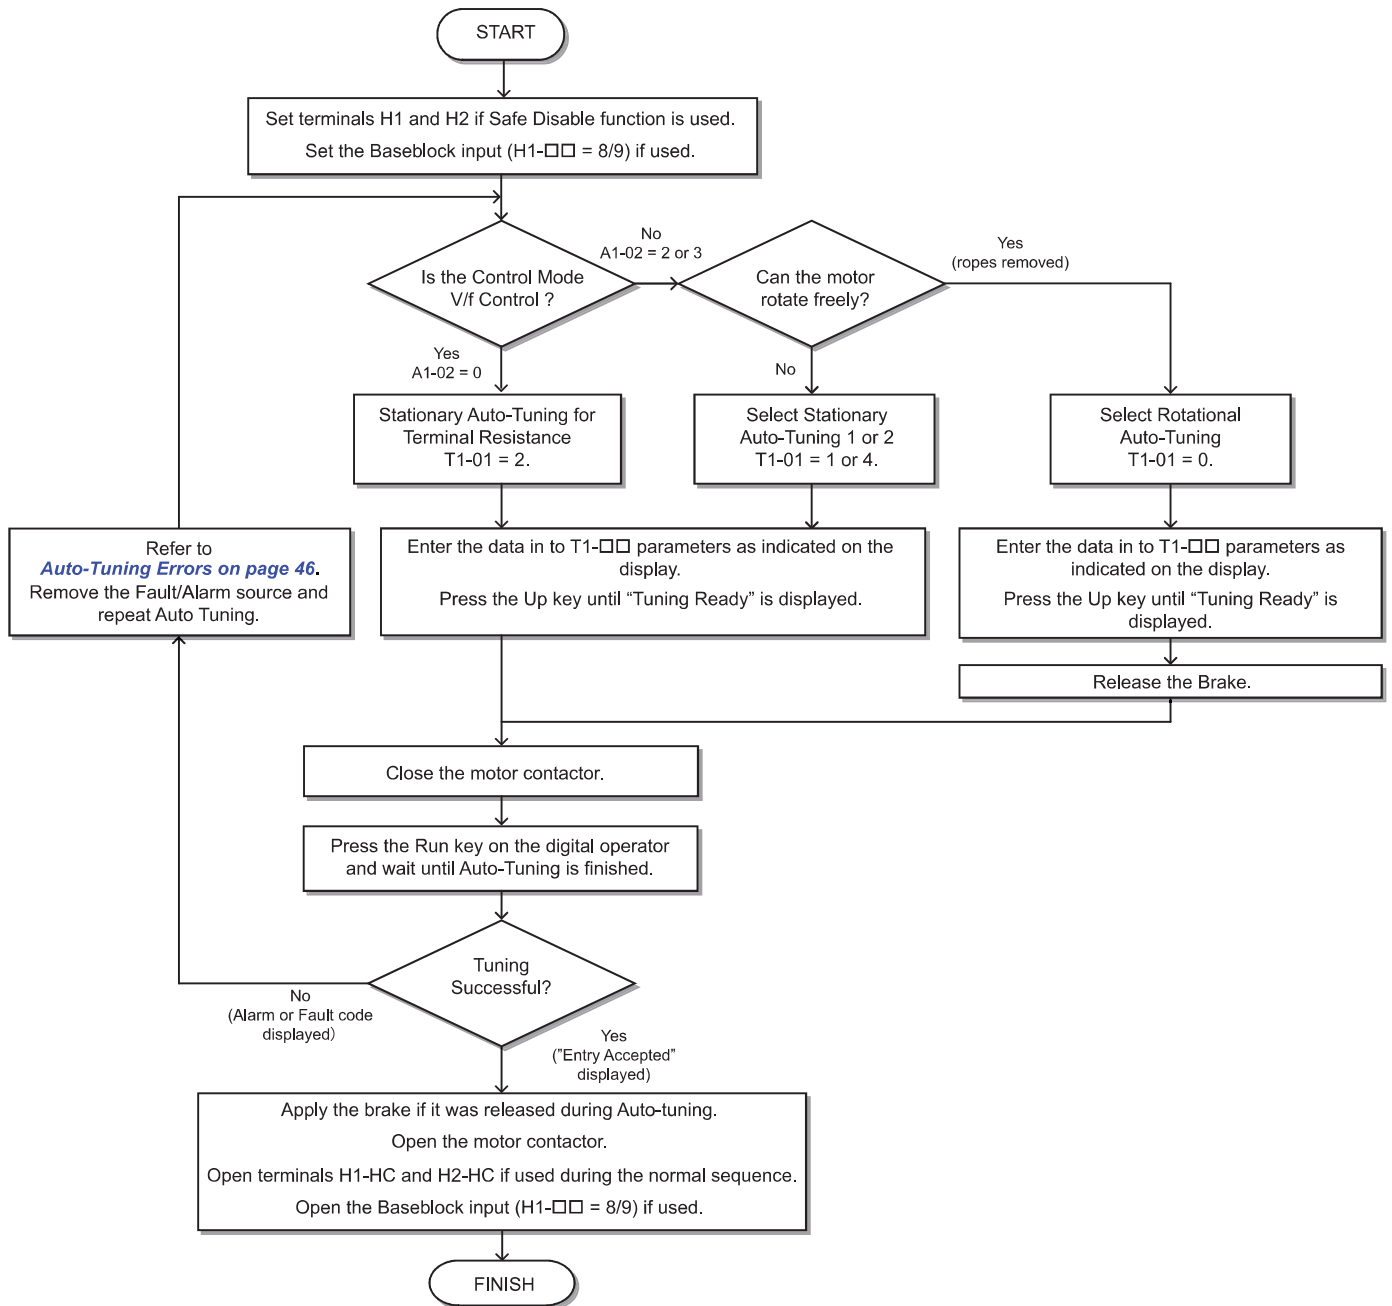 START
Set terminals H1 and H2 if Safe Disable function is used.
Set the Baseblock input (H1-□□ = 8/9) if used.
Is the Control Mode
V/f Control ?
No
A1-02 = 2 or 3
Can the motor
rotate freely?
Yes
(ropes removed)
Yes
A1-02 = 0
No
Stationary Auto-Tuning for
Terminal Resistance
T1-01 = 2.
Select Stationary
Auto-Tuning 1 or 2
T1-01 = 1 or 4.
Select Rotational
Auto-Tuning
T1-01 = 0.
Refer to
Auto-Tuning Errors on page 46.
Remove the Fault/Alarm source and
repeat Auto Tuning.
Enter the data in to T1-□□ parameters as indicated on the
display.
Press the Up key until “Tuning Ready” is displayed.
Enter the data in to T1-□□ parameters as
indicated on the display.
Press the Up key until “Tuning Ready” is
displayed.
Release the Brake.
Close the motor contactor.
Press the Run key on the digital operator
and wait until Auto-Tuning is finished.
Tuning
Successful?
No
(Alarm or Fault code
displayed)
Yes
("Entry Accepted"
displayed)
Apply the brake if it was released during Auto-tuning.
Open the motor contactor.
Open terminals H1-HC and H2-HC if used during the normal sequence.
Open the Baseblock input (H1-□□ = 8/9) if used.
FINISH